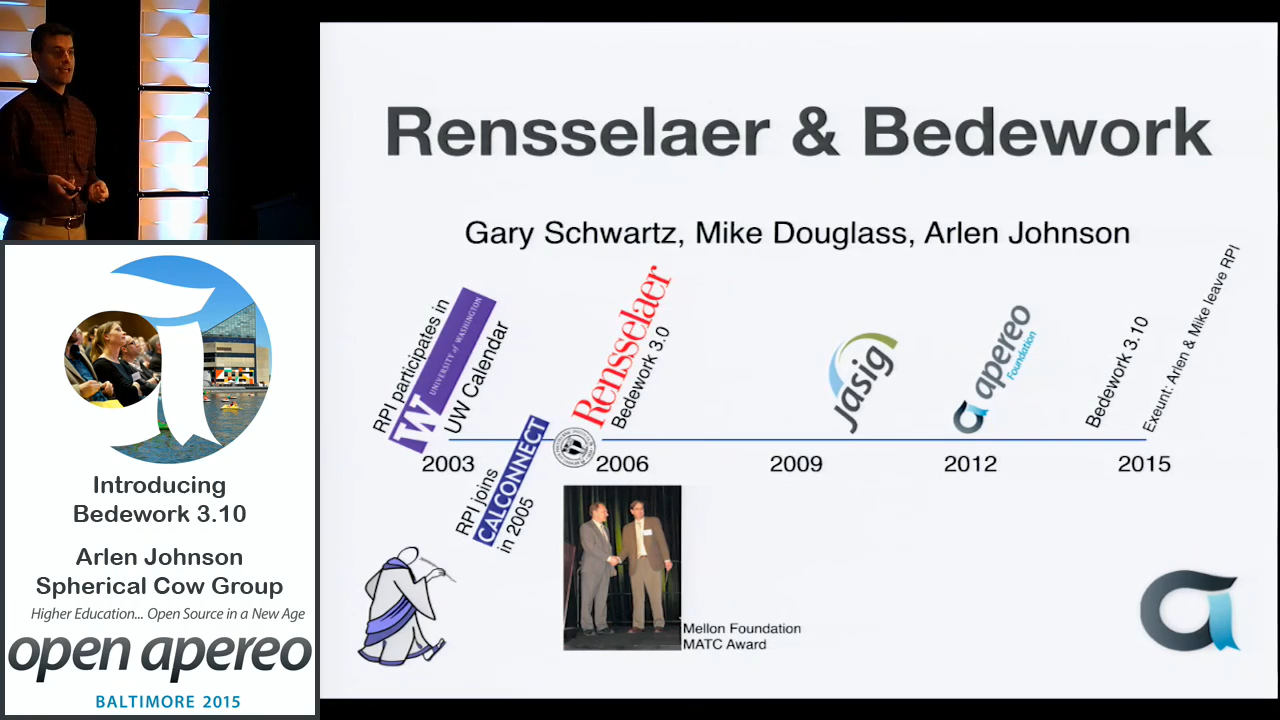 Rensselaer & Bedework
Gary Schwartz, Mike Douglass, Arlen Johnson
RPI participates in
W UNIVERSITY of WASHINGTON
UW Calendar
RPI joins
CALCONNECT
in 2005
Rensselaer
Bedework 3.0
jasig
apereo
Foundation
Bedework 3.10
Exeunt: Arlen & Mike leave RPI
2003
2006
2009
2012
2015
Mellon Foundation
MATC Award
Introducing
Bedework 3.10
Arlen Johnson
Spherical Cow Group
Higher Education... Open Source in a New Age
open apereo
BALTIMORE 2015